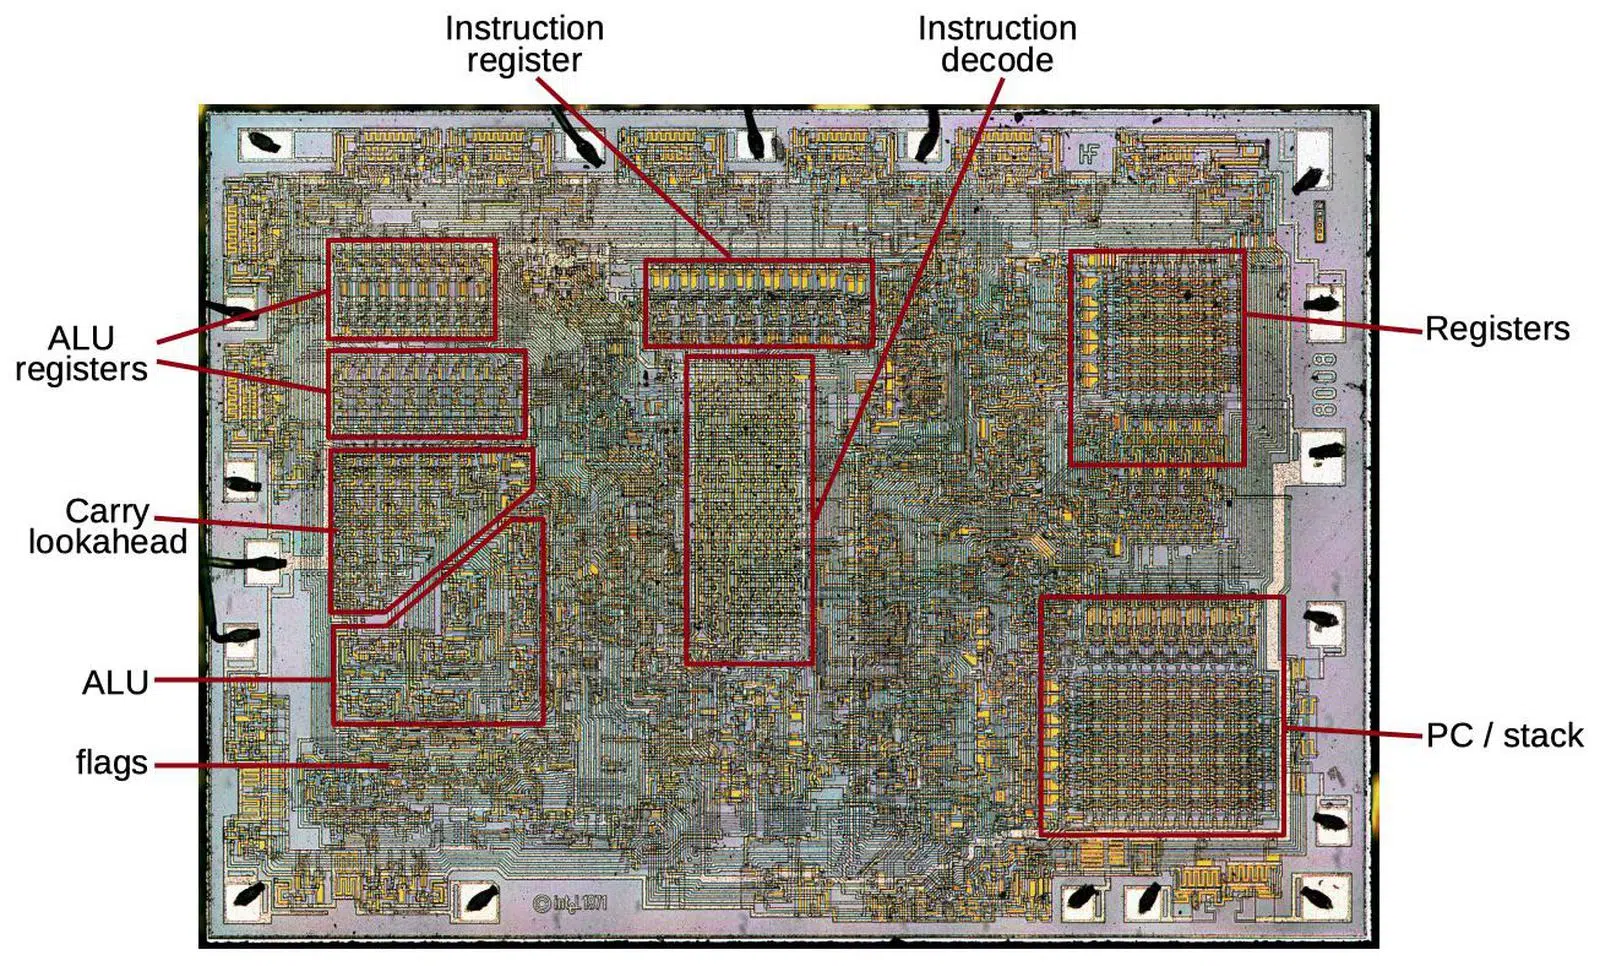 Instruction
register
Instruction
decode
HF
ALU
registers
Registers
8008
Carry
lookahead
ALU
flags
PC / stack
© intel 1971